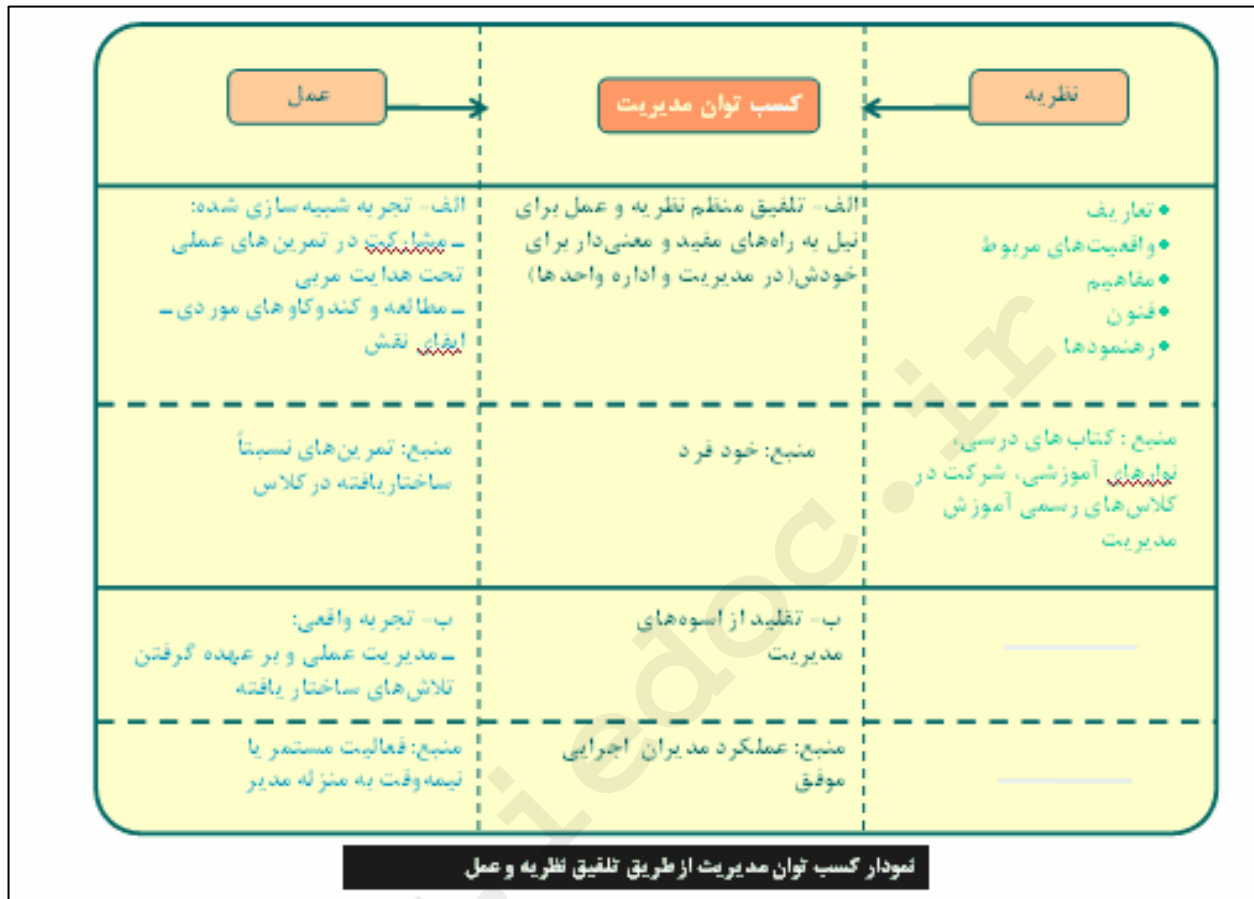 نظریه
کسب توان مدیریت
عمل
• تعاریف
• واقعیت‌های مربوط
• مفاهیم
• فنون
• رهنمودها
الف- تلفیق منظم نظریه و عمل برای
نیل به راه‌های مفید و معنی‌دار برای
خودش(در مدیریت و اداره واحدها)
الف- تجربه شبیه سازی شده:
ـ مشارکت در تمرین های عملی
تحت هدایت مربی
ـ مطالعه و کندوکاوهای موردی ـ
ایفای نقش
منبع : کتاب های درسی،
نوارهای آموزشی، شرکت در
کلاس‌های رسمی آموزش
مدیریت
منبع: خود فرد
منبع: تمرین‌های نسبتاً
ساختاریافته در کلاس
ب- تقلید از اسوه‌های
مدیریت
ب- تجربه واقعی:
ـ مدیریت عملی و بر عهده گرفتن
تلاش‌های ساختار یافته
منبع: عملکرد مدیران اجرایی
موفق
منبع: فعالیت مستمر یا
نیمه‌وقت به منزله مدیر
نمودار کسب توان مدیریت از طریق تلفیق نظریه و عمل
iedoc.ir